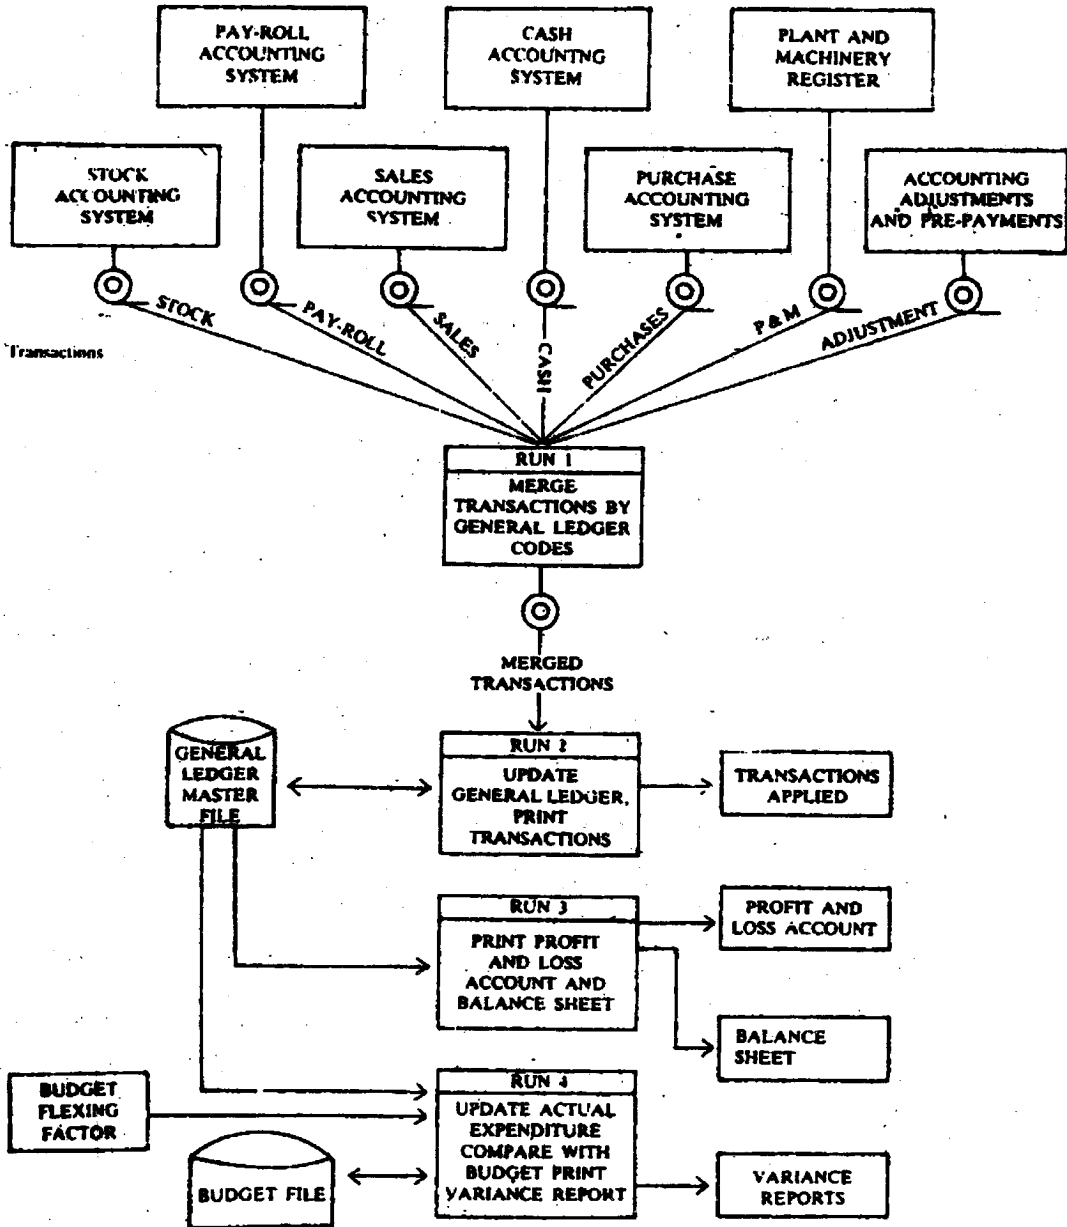 PAY-ROLL
ACCOUNTING
SYSTEM
CASH
ACCOUNTNG
SYSTEM
PLANT AND
MACHINERY
REGISTER
STOCK
ACCOUNTING
SYSTEM
SALES
ACCOUNTING
SYSTEM
PURCHASE
ACCOUNTING
SYSTEM
ACCOUNTING
ADJUSTMENTS
AND PRE-PAYMENTS
STOCK
PAY-ROLL
SALES
CASH
PURCHASES
P & M
ADJUSTMENT
Transactions
RUN 1
MERGE
TRANSACTIONS BY
GENERAL LEDGER
CODES
MERGED
TRANSACTIONS
GENERAL
LEDGER
MASTER
FILE
RUN 2
UPDATE
GENERAL LEDGER,
PRINT
TRANSACTIONS
TRANSACTIONS
APPLIED
RUN 3
PRINT PROFIT
AND LOSS
ACCOUNT AND
BALANCE SHEET
PROFIT AND
LOSS ACCOUNT
BALANCE
SHEET
BUDGET
FLEXING
FACTOR
RUN 4
UPDATE ACTUAL
EXPENDITURE
COMPARE WITH
BUDGET PRINT
VARIANCE REPORT
BUDGET FILE
VARIANCE
REPORTS